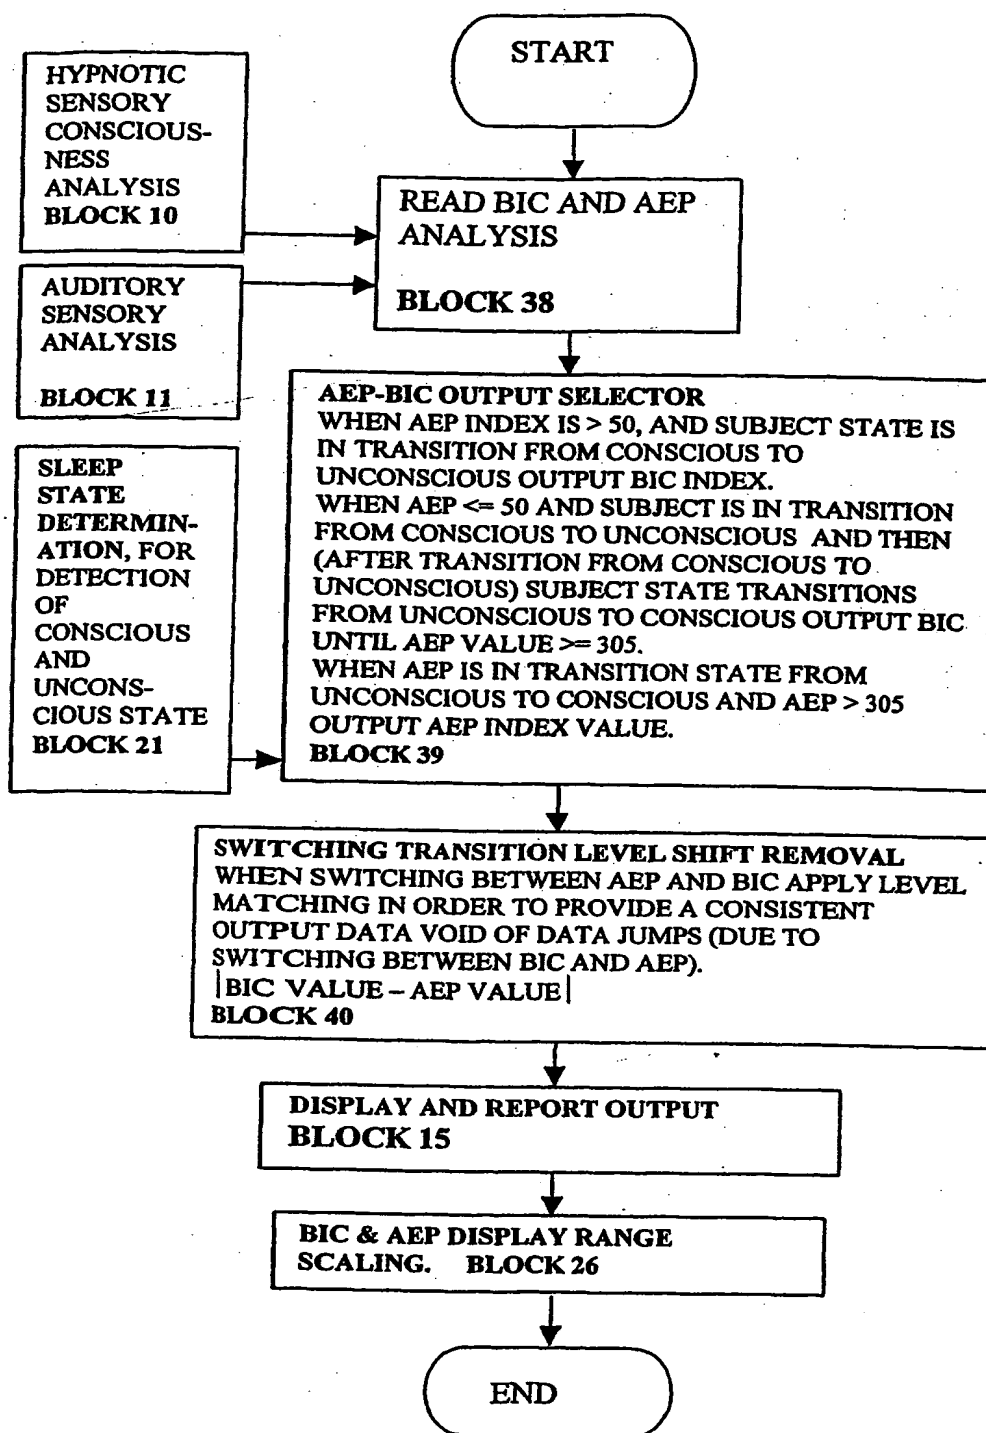 START
HYPNOTIC
SENSORY
CONSCIOUS-
NESS
ANALYSIS
BLOCK 10
READ BIC AND AEP
ANALYSIS
BLOCK 38
AUDITORY
SENSORY
ANALYSIS
BLOCK 11
AEP-BIC OUTPUT SELECTOR
WHEN AEP INDEX IS > 50, AND SUBJECT STATE IS
IN TRANSITION FROM CONSCIOUS TO
UNCONSCIOUS OUTPUT BIC INDEX.
WHEN AEP <= 50 AND SUBJECT IS IN TRANSITION
FROM CONSCIOUS TO UNCONSCIOUS AND THEN
(AFTER TRANSITION FROM CONSCIOUS TO
UNCONSCIOUS) SUBJECT STATE TRANSITIONS
FROM UNCONSCIOUS TO CONSCIOUS OUTPUT BIC
UNTIL AEP VALUE >= 305.
WHEN AEP IS IN TRANSITION STATE FROM
UNCONSCIOUS TO CONSCIOUS AND AEP > 305
OUTPUT AEP INDEX VALUE.
BLOCK 39
SLEEP
STATE
DETERMIN-
ATION, FOR
DETECTION
OF
CONSCIOUS
AND
UNCONS-
CIOUS STATE
BLOCK 21
SWITCHING TRANSITION LEVEL SHIFT REMOVAL
WHEN SWITCHING BETWEEN AEP AND BIC APPLY LEVEL
MATCHING IN ORDER TO PROVIDE A CONSISTENT
OUTPUT DATA VOID OF DATA JUMPS (DUE TO
SWITCHING BETWEEN BIC AND AEP).
|BIC VALUE – AEP VALUE|
BLOCK 40
DISPLAY AND REPORT OUTPUT
BLOCK 15
BIC & AEP DISPLAY RANGE
SCALING. BLOCK 26
END